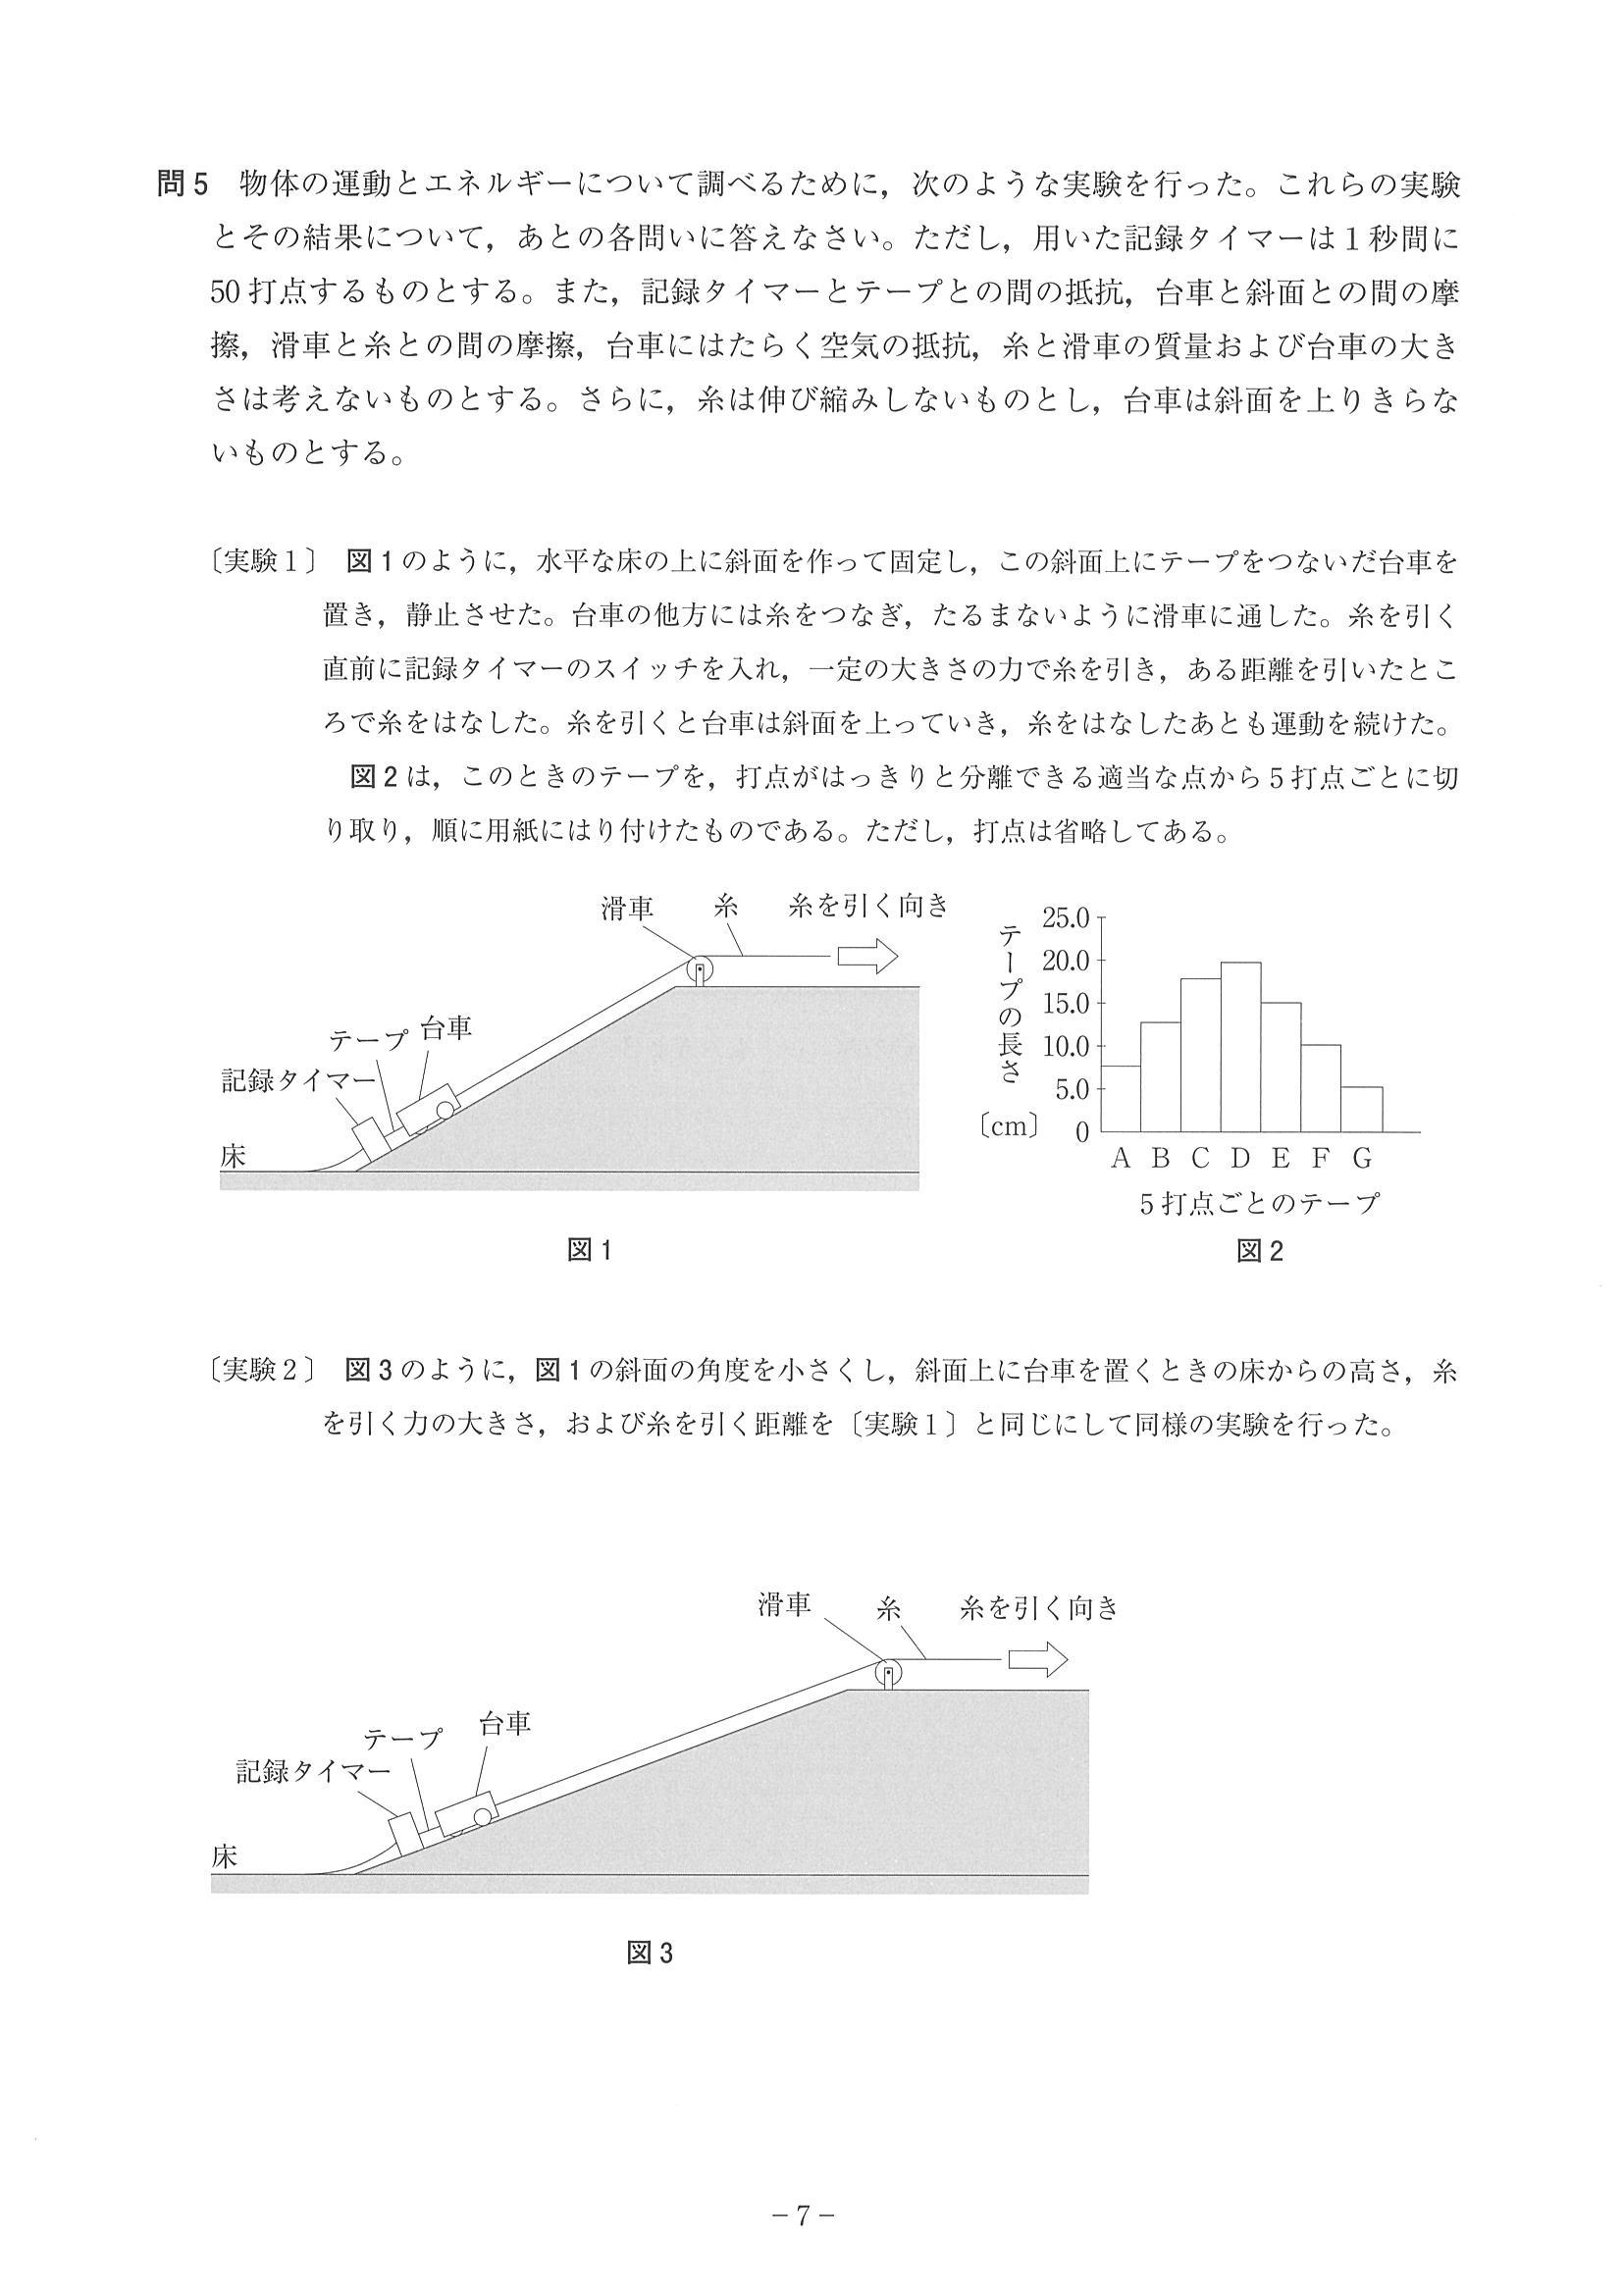 問5　物体の運動とエネルギーについて調べるために，次のような実験を行った。これらの実験
とその結果について，あとの各問いに答えなさい。ただし，用いた記録タイマーは1秒間に
50打点するものとする。また，記録タイマーとテープとの間の抵抗，台車と斜面との間の摩
擦，滑車と糸との間の摩擦，台車にはたらく空気の抵抗，糸と滑車の質量および台車の大き
さは考えないものとする。さらに，糸は伸び縮みしないものとし，台車は斜面を上りきらな
いものとする。
〔実験1〕　図1のように，水平な床の上に斜面を作って固定し，この斜面上にテープをつないだ台車を
置き，静止させた。台車の他方には糸をつなぎ，たるまないように滑車に通した。糸を引く
直前に記録タイマーのスイッチを入れ，一定の大きさの力で糸を引き，ある距離を引いたとこ
ろで糸をはなした。糸を引くと台車は斜面を上っていき，糸をはなしたあとも運動を続けた。
図2は，このときのテープを，打点がはっきりと分離できる適当な点から5打点ごとに切
り取り，順に用紙にはり付けたものである。ただし，打点は省略してある。
滑車　糸　糸を引く向き
テープ　台車
記録タイマー
床
図1
テープの長さ
〔cm〕
25.0
20.0
15.0
10.0
5.0
0
A B C D E F G
5打点ごとのテープ
図2
〔実験2〕　図3のように，図1の斜面の角度を小さくし，斜面上に台車を置くときの床からの高さ，糸
を引く力の大きさ，および糸を引く距離を〔実験1〕と同じにして同様の実験を行った。
滑車　糸　糸を引く向き
テープ　台車
記録タイマー
床
図3
－7－